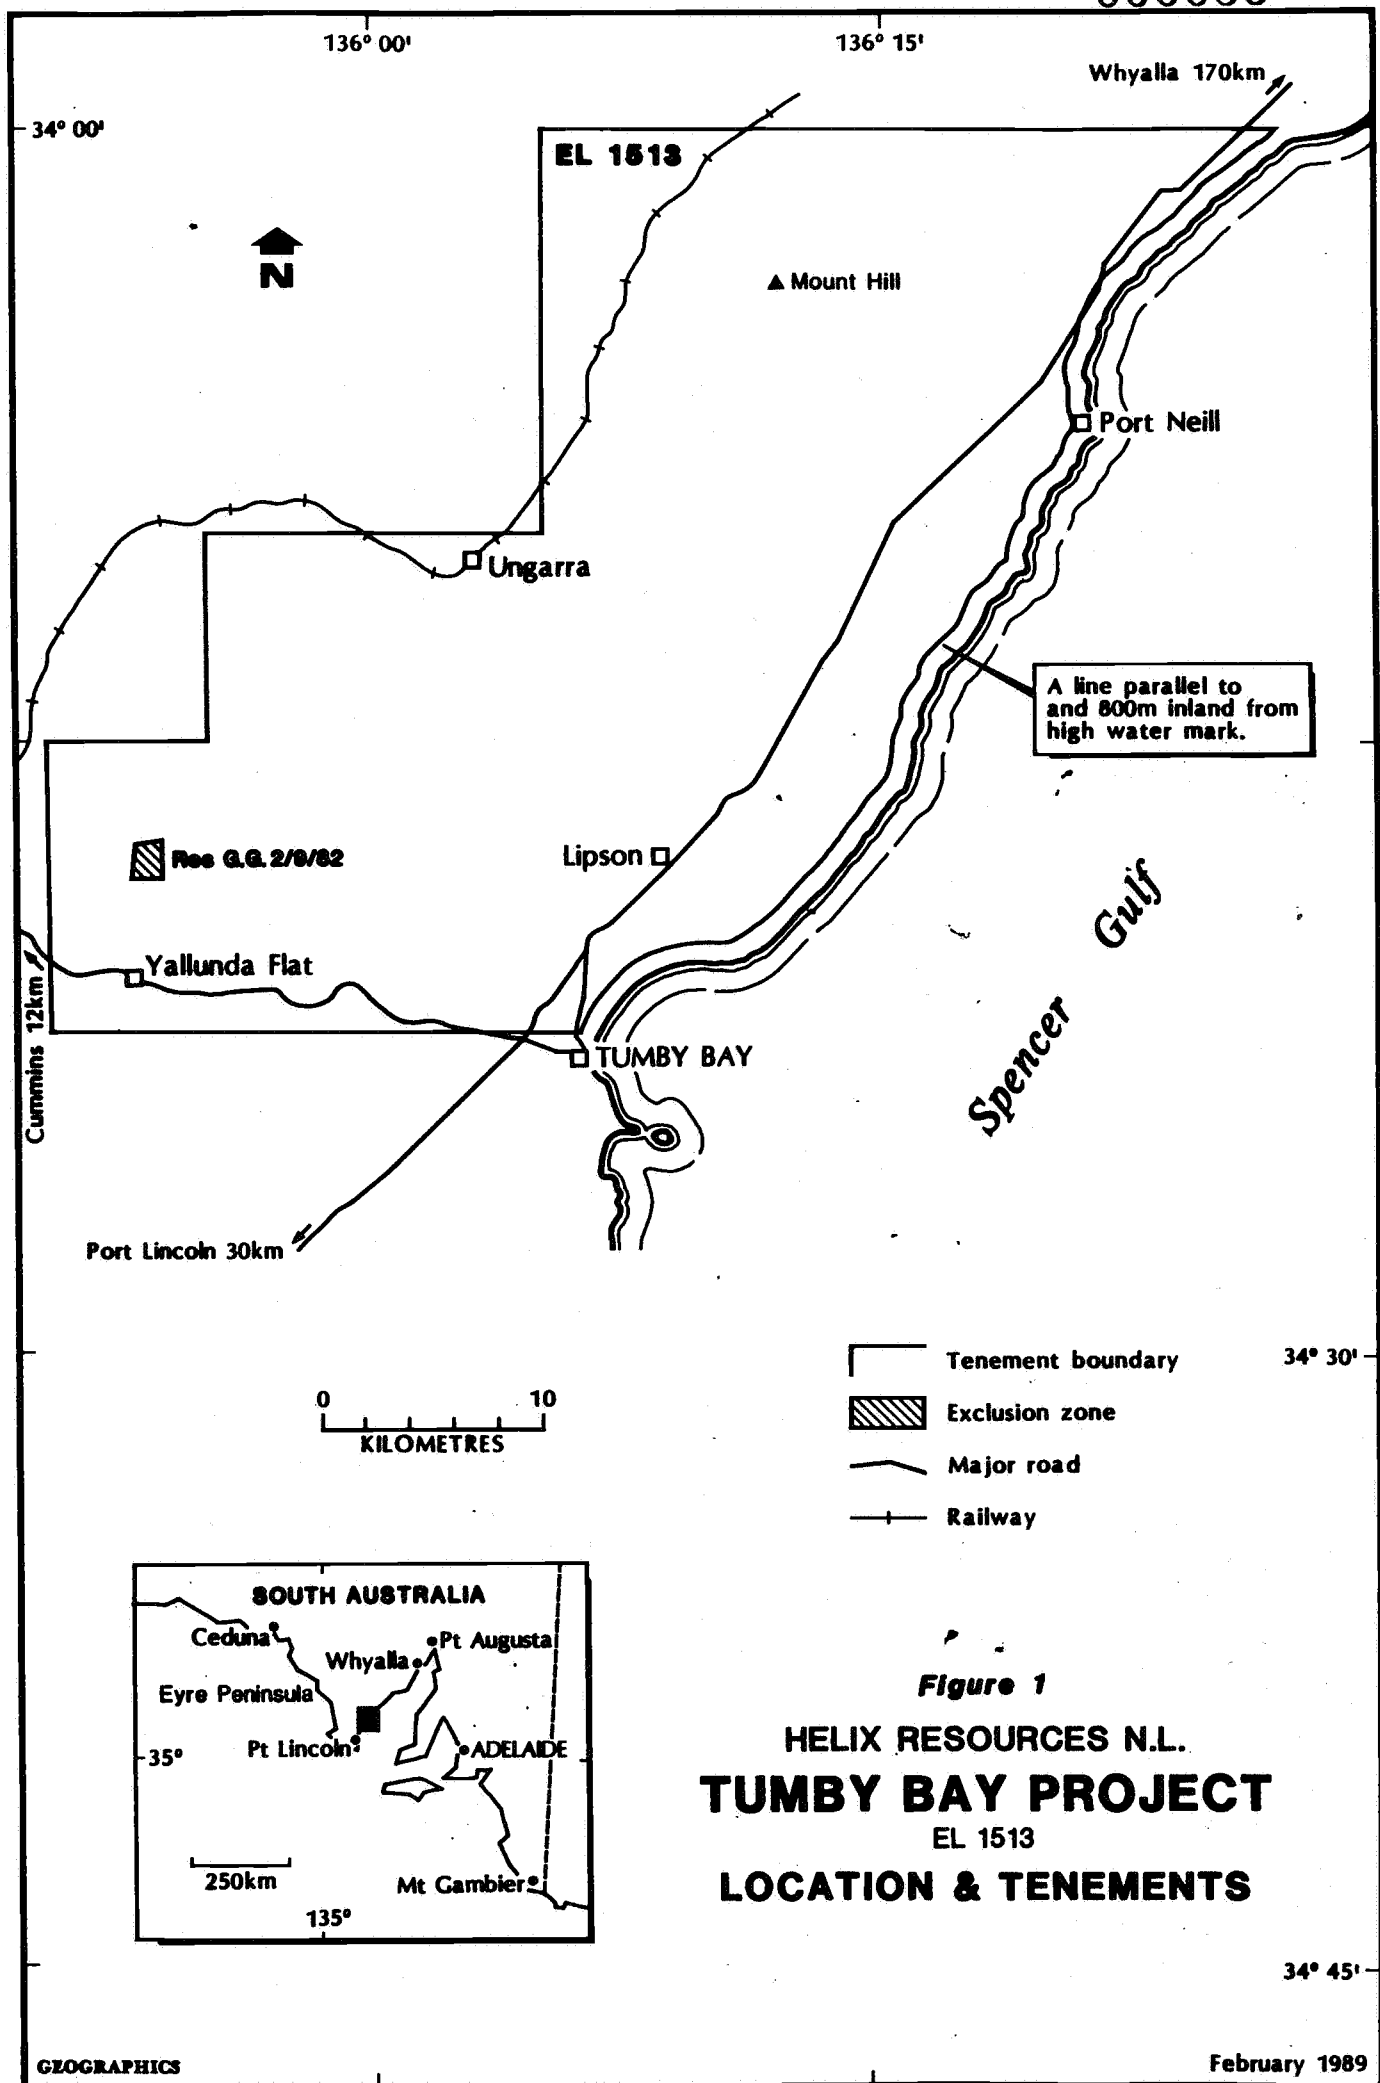 136° 00'
136° 15'
Whyalla 170km
34° 00'
EL 1513
N
Mount Hill
Port Neill
Ungarra
A line parallel to
and 800m inland from
high water mark.
Res G.G. 2/9/82
Lipson
Spencer Gulf
Yallunda Flat
Cummins 12km
TUMBY BAY
Port Lincoln 30km
Tenement boundary
34° 30'
0 10
KILOMETRES
Exclusion zone
Major road
Railway
SOUTH AUSTRALIA
Ceduna
Pt Augusta
Whyalla
Eyre Peninsula
Pt Lincoln
ADELAIDE
35°
250km
Mt Gambier
135°
Figure 1
HELIX RESOURCES N.L.
TUMBY BAY PROJECT
EL 1513
LOCATION & TENEMENTS
34° 45'
GEOGRAPHICS
February 1989